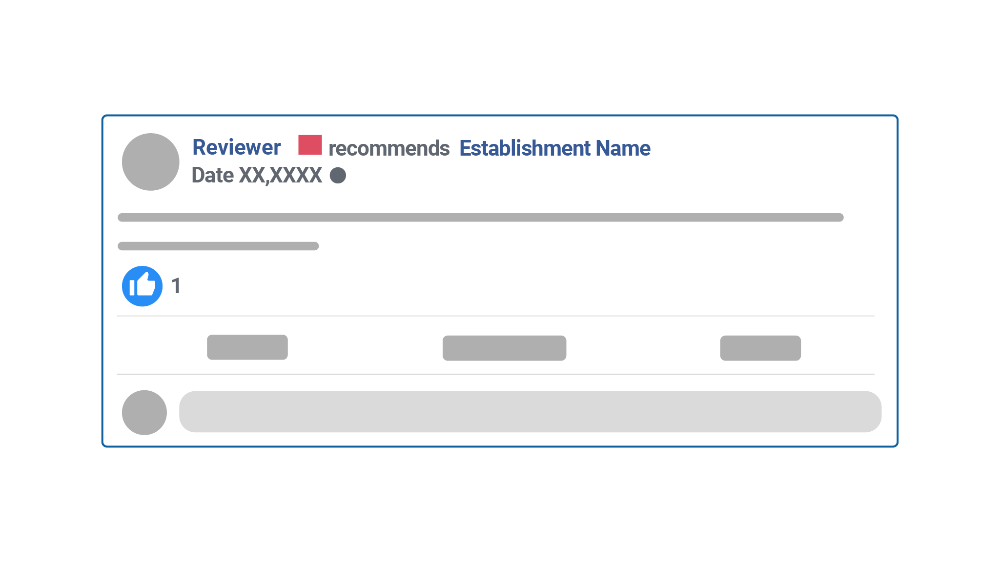 Reviewer recommends Establishment Name
Date XX,XXXX
1